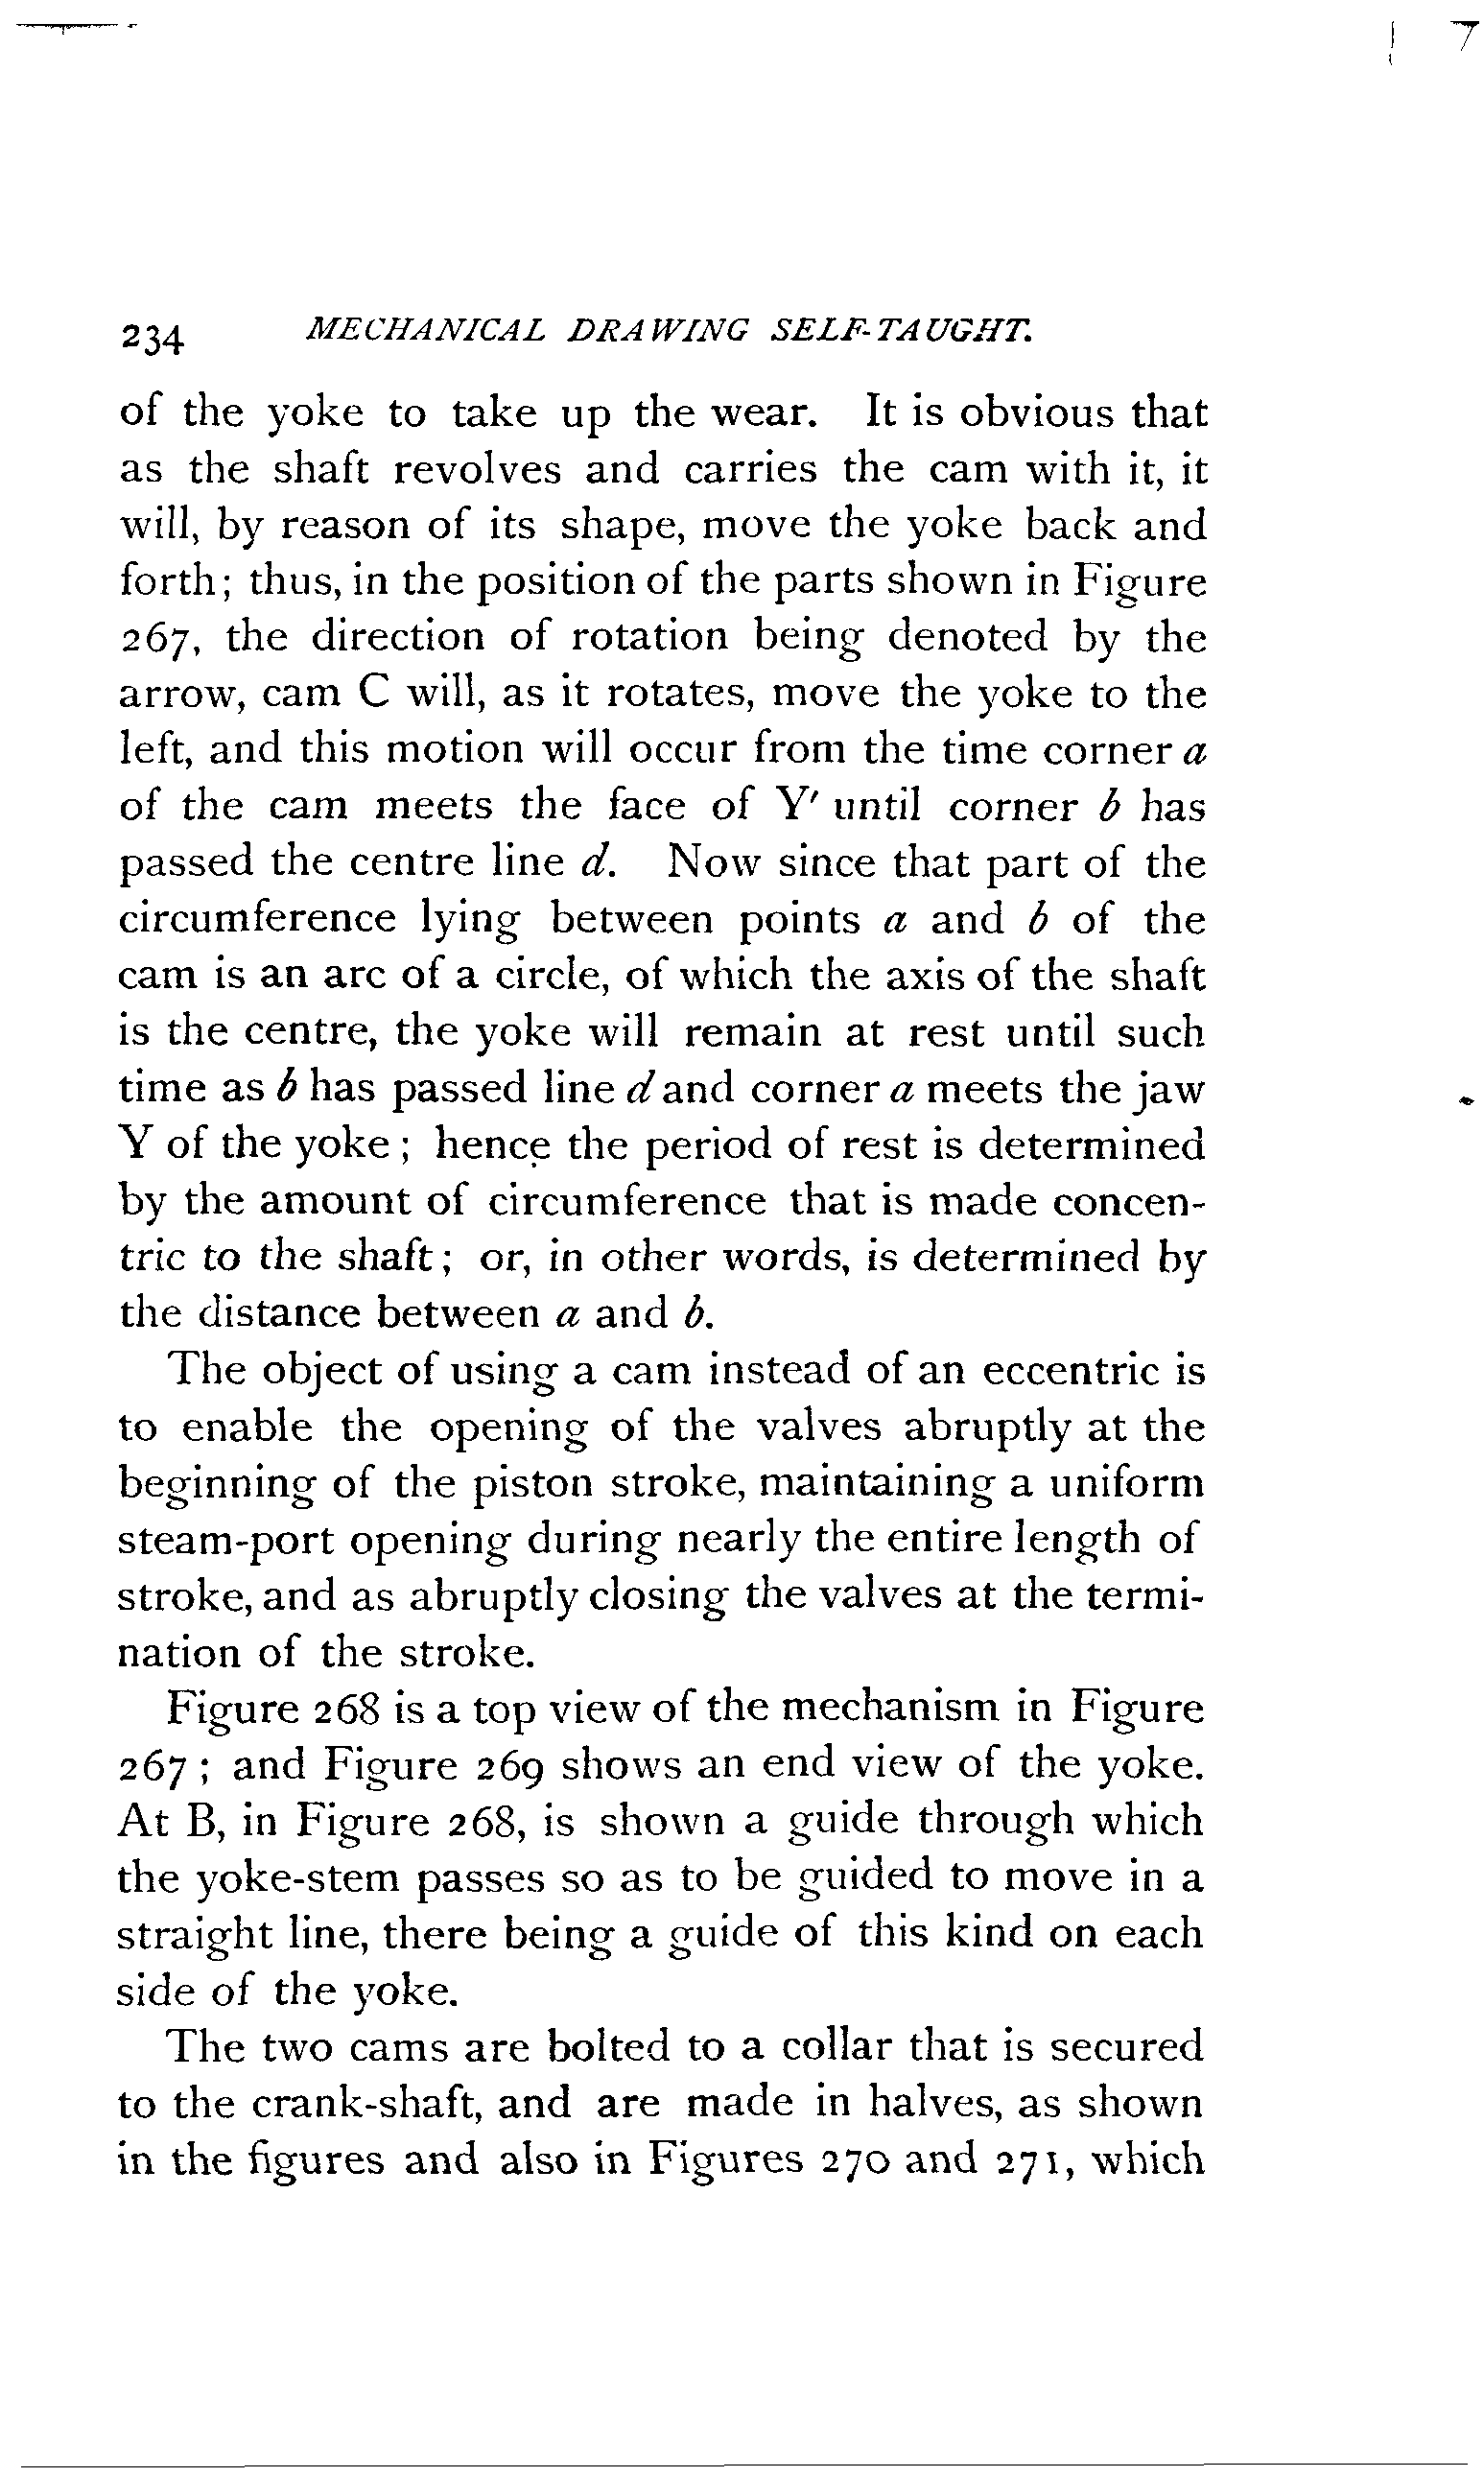 234 MECHANICAL DRAWING SELF-TAUGHT.
of the yoke to take up the wear. It is obvious that
as the shaft revolves and carries the cam with it, it
will, by reason of its shape, move the yoke back and
forth; thus, in the position of the parts shown in Figure
267, the direction of rotation being denoted by the
arrow, cam C will, as it rotates, move the yoke to the
left, and this motion will occur from the time corner a
of the cam meets the face of Y′ until corner b has
passed the centre line d. Now since that part of the
circumference lying between points a and b of the
cam is an arc of a circle, of which the axis of the shaft
is the centre, the yoke will remain at rest until such
time as b has passed line d and corner a meets the jaw
Y of the yoke; hence the period of rest is determined
by the amount of circumference that is made concen-
tric to the shaft; or, in other words, is determined by
the distance between a and b.
The object of using a cam instead of an eccentric is
to enable the opening of the valves abruptly at the
beginning of the piston stroke, maintaining a uniform
steam-port opening during nearly the entire length of
stroke, and as abruptly closing the valves at the termi-
nation of the stroke.
Figure 268 is a top view of the mechanism in Figure
267; and Figure 269 shows an end view of the yoke.
At B, in Figure 268, is shown a guide through which
the yoke-stem passes so as to be guided to move in a
straight line, there being a guide of this kind on each
side of the yoke.
The two cams are bolted to a collar that is secured
to the crank-shaft, and are made in halves, as shown
in the figures and also in Figures 270 and 271, which